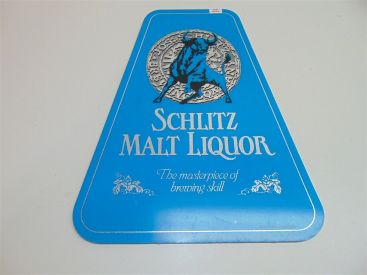 SCHLITZ
MALT LIQUOR
The masterpiece of
brewing skill